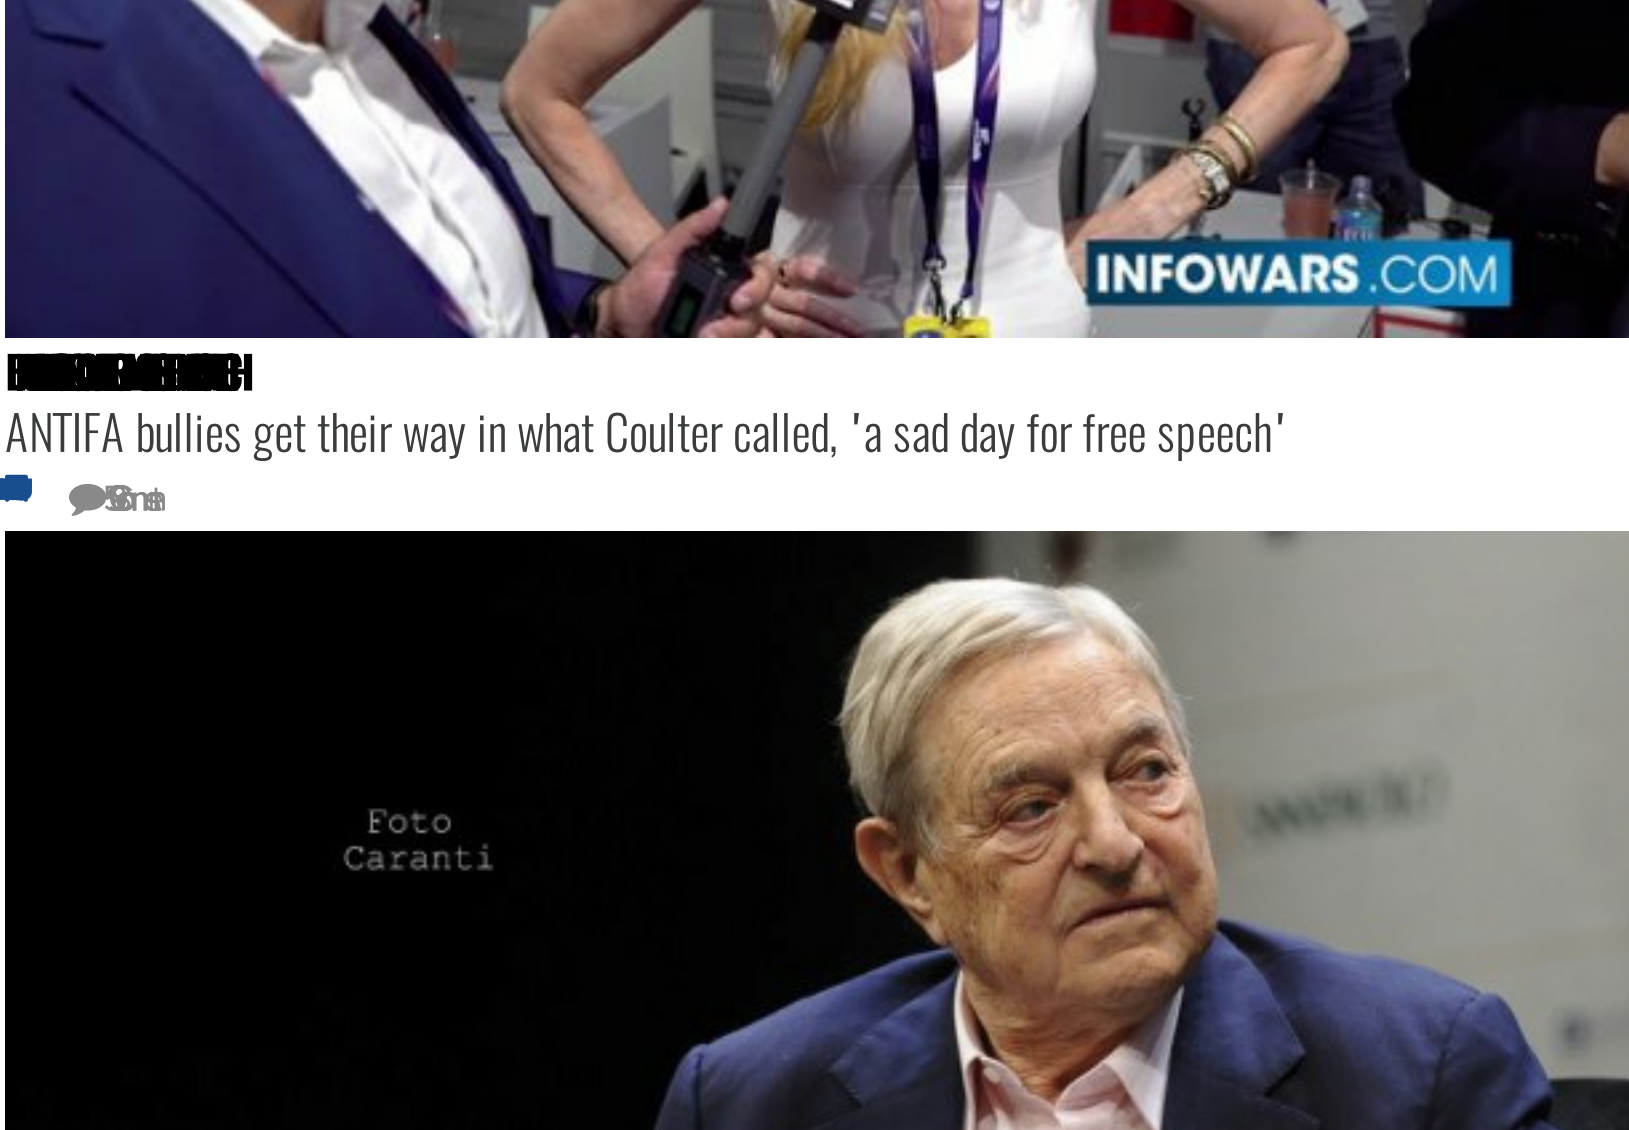 INFOWARS.COM
ANTIFA bullies get their way in what Coulter called, 'a sad day for free speech'
Foto
Caranti